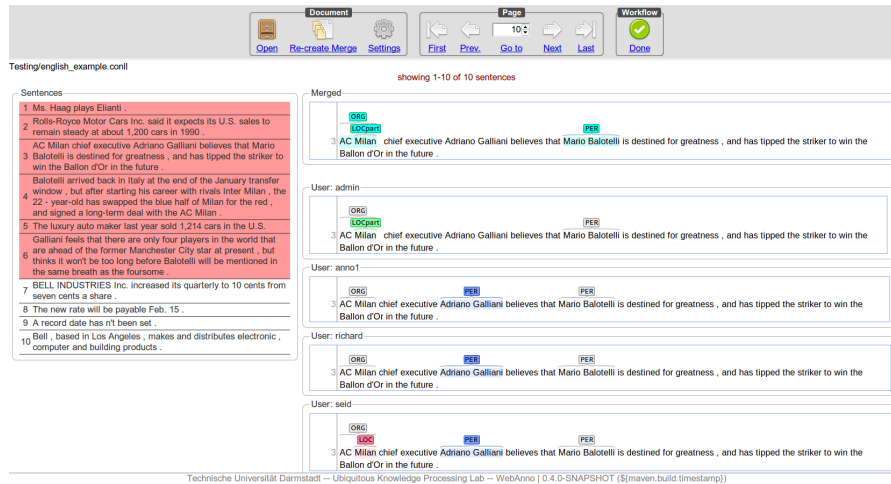 Document
Page
Workflow
10
Open Re-create Merge Settings
First Prev. Go to Next Last
Done
Testing/english_example.conll
showing 1-10 of 10 sentences
Sentences
1 Ms. Haag plays Elianti .
2 Rolls-Royce Motor Cars Inc. said it expects its U.S. sales to
remain steady at about 1,200 cars in 1990 .
3 AC Milan chief executive Adriano Galliani believes that Mario
Balotelli is destined for greatness , and has tipped the striker to
win the Ballon d'Or in the future .
4 Balotelli arrived back in Italy at the end of the January transfer
window , but after starting his career with rivals Inter Milan , the
22 - year-old has swapped the blue half of Milan for the red ,
and signed a long-term deal with the AC Milan .
5 The luxury auto maker last year sold 1,214 cars in the U.S.
6 Galliani feels that there are only four players in the world that
are ahead of the former Manchester City star at present , but
thinks it won't be too long before Balotelli will be mentioned in
the same breath as the foursome .
7 BELL INDUSTRIES Inc. increased its quarterly to 10 cents from
seven cents a share .
8 The new rate will be payable Feb. 15 .
9 A record date has n't been set .
10 Bell , based in Los Angeles , makes and distributes electronic ,
computer and building products .
Merged
ORG
LOCpart PER
3 AC Milan chief executive Adriano Galliani believes that Mario Balotelli is destined for greatness , and has tipped the striker to win the
Ballon d'Or in the future .
User: admin
ORG
LOCpart PER
3 AC Milan chief executive Adriano Galliani believes that Mario Balotelli is destined for greatness , and has tipped the striker to win the
Ballon d'Or in the future .
User: anno1
ORG PER PER
3 AC Milan chief executive Adriano Galliani believes that Mario Balotelli is destined for greatness , and has tipped the striker to win the
Ballon d'Or in the future .
User: richard
ORG PER PER
3 AC Milan chief executive Adriano Galliani believes that Mario Balotelli is destined for greatness , and has tipped the striker to win the
Ballon d'Or in the future .
User: seid
ORG
LOC PER PER
3 AC Milan chief executive Adriano Galliani believes that Mario Balotelli is destined for greatness , and has tipped the striker to win the
Ballon d'Or in the future .
Technische Universität Darmstadt -- Ubiquitous Knowledge Processing Lab -- WebAnno | 0.4.0-SNAPSHOT (${maven.build.timestamp})